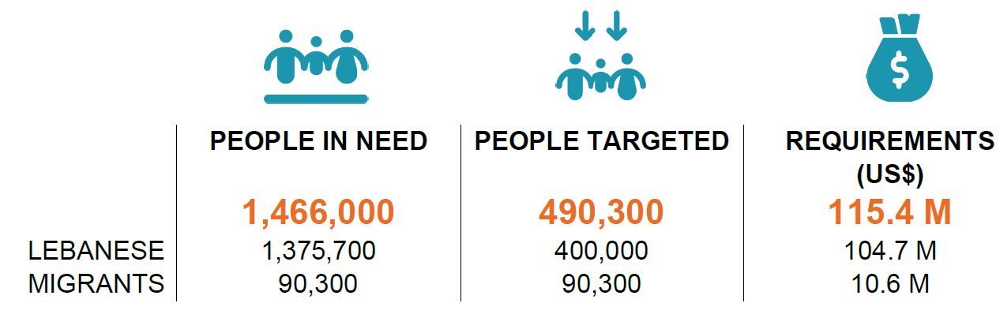 $
PEOPLE IN NEED PEOPLE TARGETED REQUIREMENTS
(US$)
1,466,000 490,300 115.4 M
LEBANESE 1,375,700 400,000 104.7 M
MIGRANTS 90,300 90,300 10.6 M